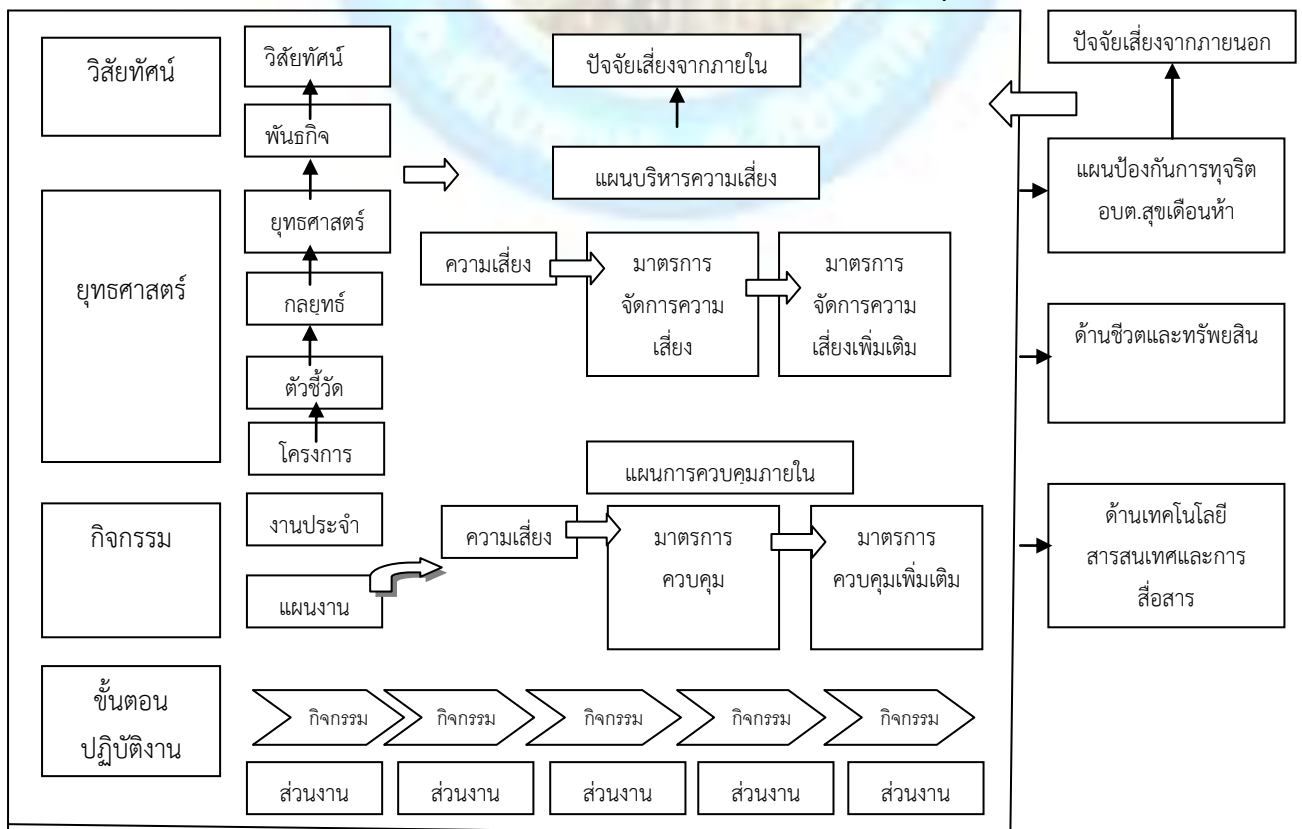 วิสัยทัศน์
ยุทธศาสตร์
กิจกรรม
ขั้นตอน
ปฏิบัติงาน
วิสัยทัศน์
พันธกิจ
ยุทธศาสตร์
กลยุทธ์
ตัวชี้วัด
โครงการ
งานประจำ
แผนงาน
ปัจจัยเสี่ยงจากภายใน
แผนบริหารความเสี่ยง
ความเสี่ยง
มาตรการ
จัดการความ
เสี่ยง
มาตรการ
จัดการความ
เสี่ยงเพิ่มเติม
แผนการควบคุมภายใน
ความเสี่ยง
มาตรการ
ควบคุม
มาตรการ
ควบคุมเพิ่มเติม
กิจกรรม
กิจกรรม
กิจกรรม
กิจกรรม
กิจกรรม
ส่วนงาน
ส่วนงาน
ส่วนงาน
ส่วนงาน
ส่วนงาน
ปัจจัยเสี่ยงจากภายนอก
แผนป้องกันการทุจริต
อบต.สุขเดือนห้า
ด้านชีวตและทรัพยสิน
ด้านเทคโนโลยี
สารสนเทศและการ
สื่อสาร